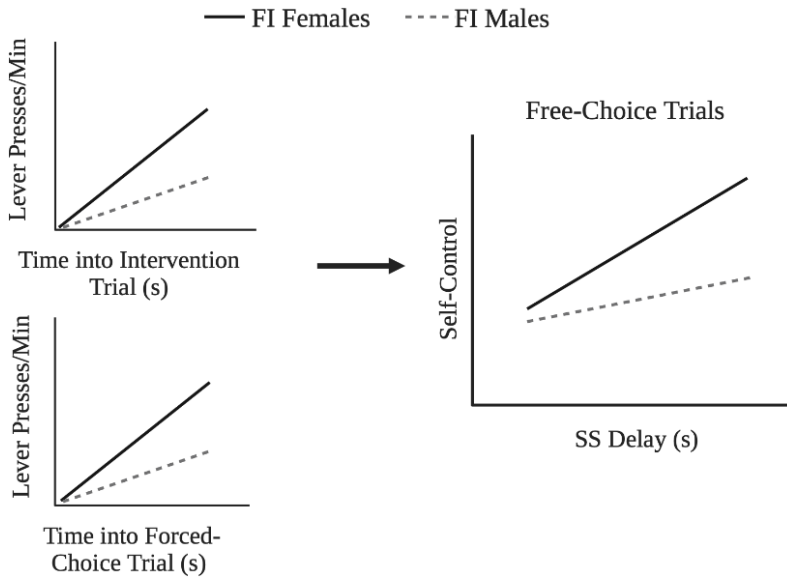 FI Females
FI Males
Lever Presses/Min
Time into Intervention
Trial (s)
Lever Presses/Min
Time into Forced-
Choice Trial (s)
Free-Choice Trials
Self-Control
SS Delay (s)